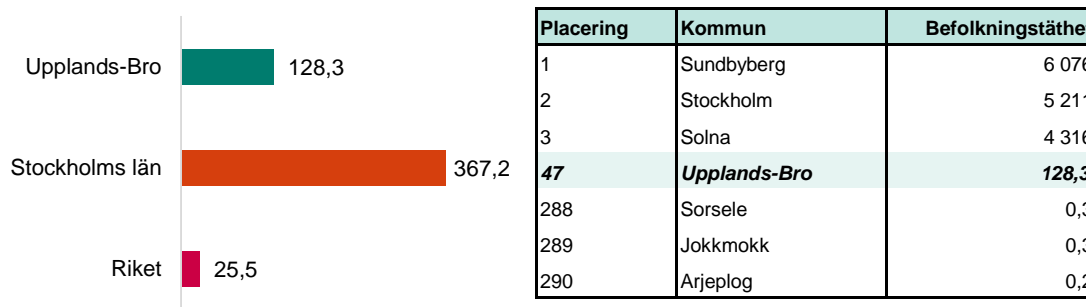 Upplands-Bro 128,3
Stockholms län 367,2
Riket 25,5
Placering Kommun
1 Sundbyberg 6 076
2 Stockholm 5 211
3 Solna 4 316
47 Upplands-Bro 128,3
288 Sorsele 0,3
289 Jokkmokk 0,3
290 Arjeplog 0,2